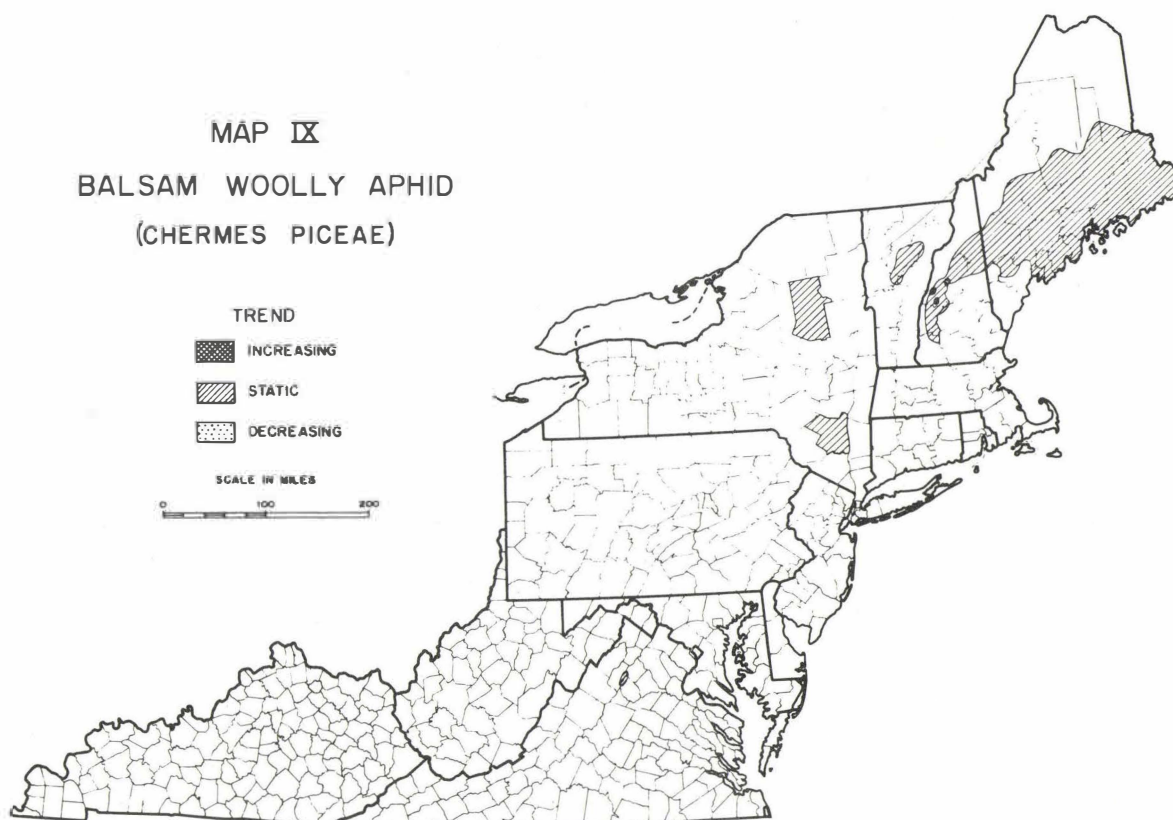 MAP IX
BALSAM WOOLLY APHID
(CHERMES PICEAE)
TREND
INCREASING
STATIC
DECREASING
SCALE IN MILES
0 100 200